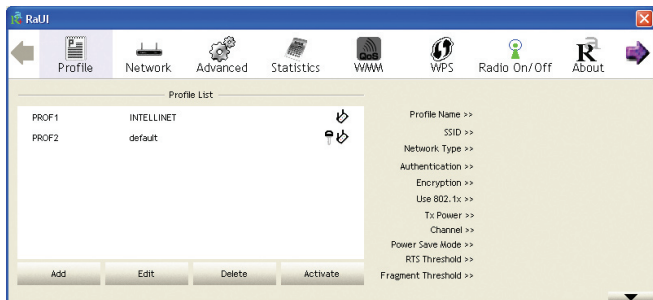 RaUI
Profile Network Advanced Statistics QoS WMM WPS Radio On/Off R a About
Profile List
PROF1 INTELLINET
PROF2 default
Add Edit Delete Activate
Profile Name >>
SSID >>
Network Type >>
Authentication >>
Encryption >>
Use 802.1x >>
Tx Power >>
Channel >>
Power Save Mode >>
RTS Threshold >>
Fragment Threshold >>